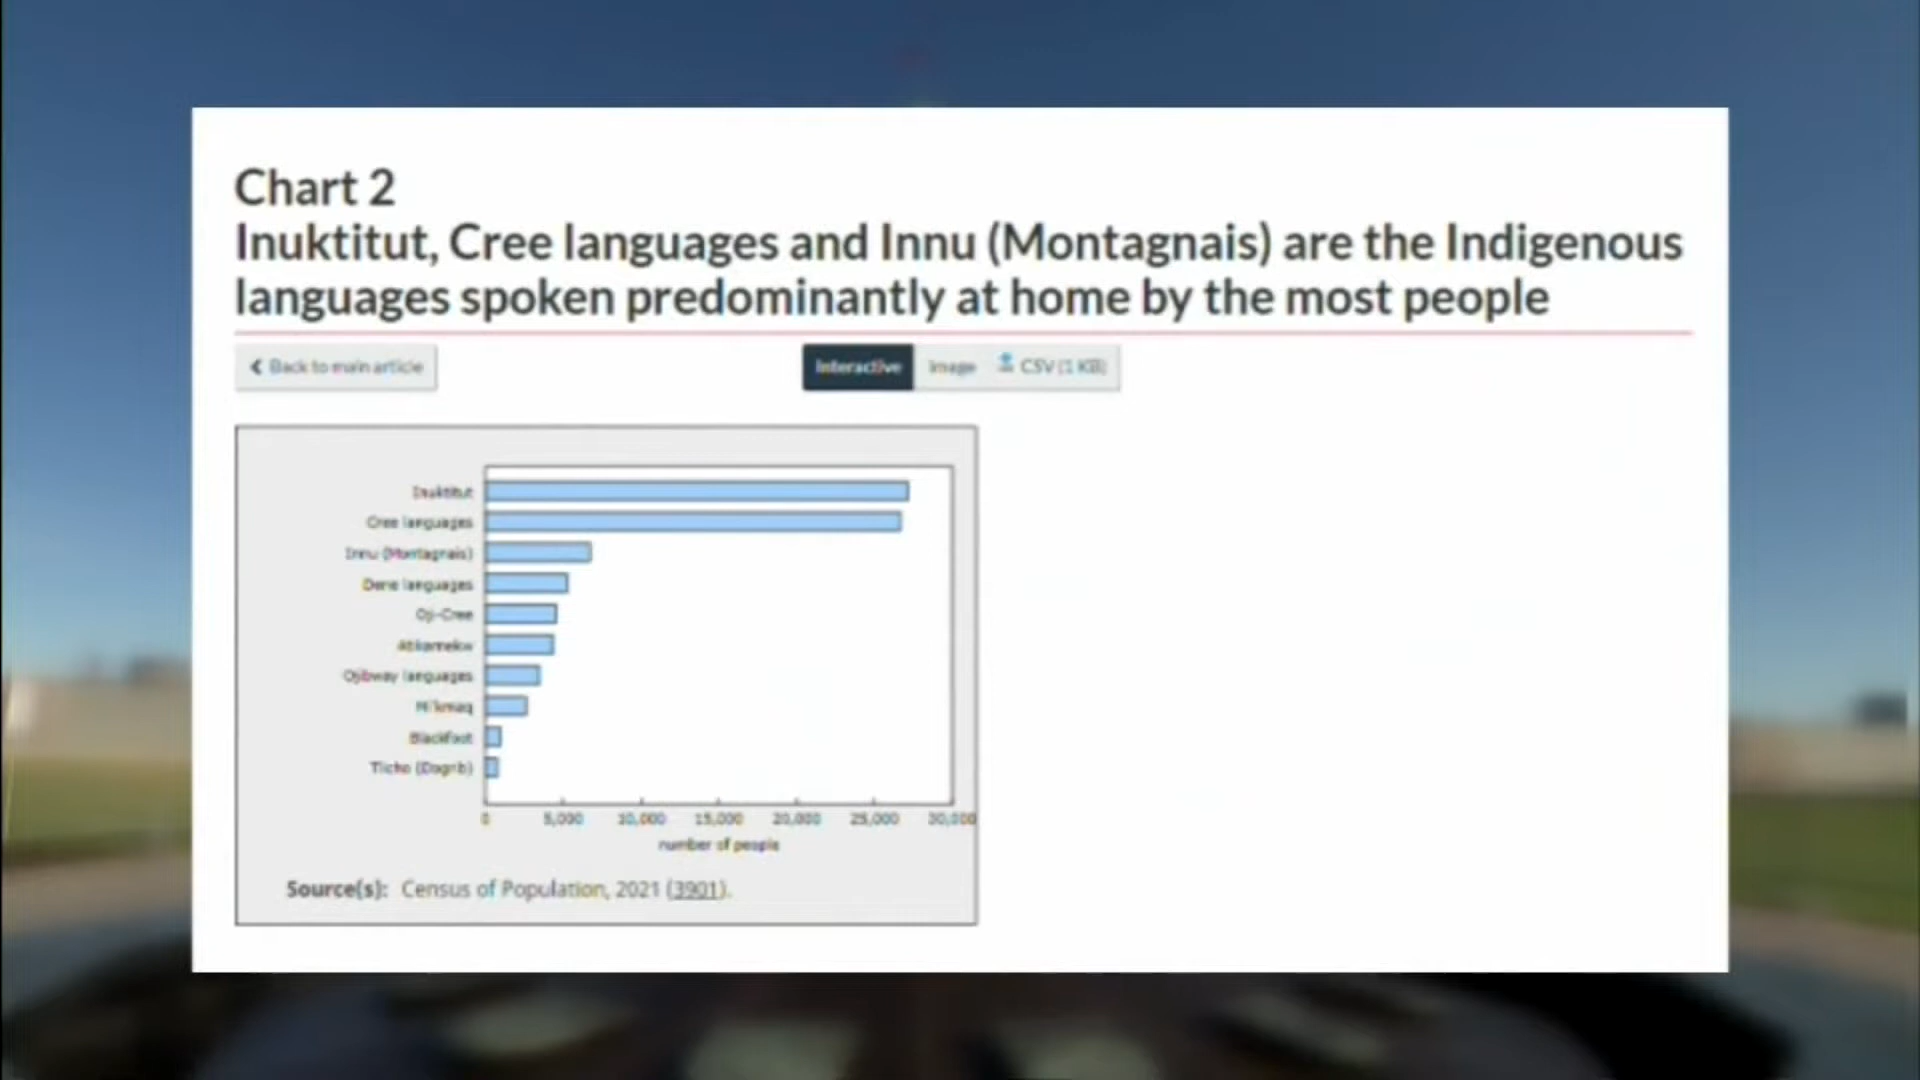 Chart 2
Inuktitut, Cree languages and Innu (Montagnais) are the Indigenous
languages spoken predominantly at home by the most people
Back to main article
Interactive
Image
CSV (1 KB)
Inuktitut
Cree languages
Innu (Montagnais)
Dene languages
Oji-Cree
Atikamekw
Ojibway languages
Mi'kmaq
Blackfoot
Tlicho (Dogrib)
0 5,000 10,000 15,000 20,000 25,000 30,000
number of people
Source(s): Census of Population, 2021 (3901).